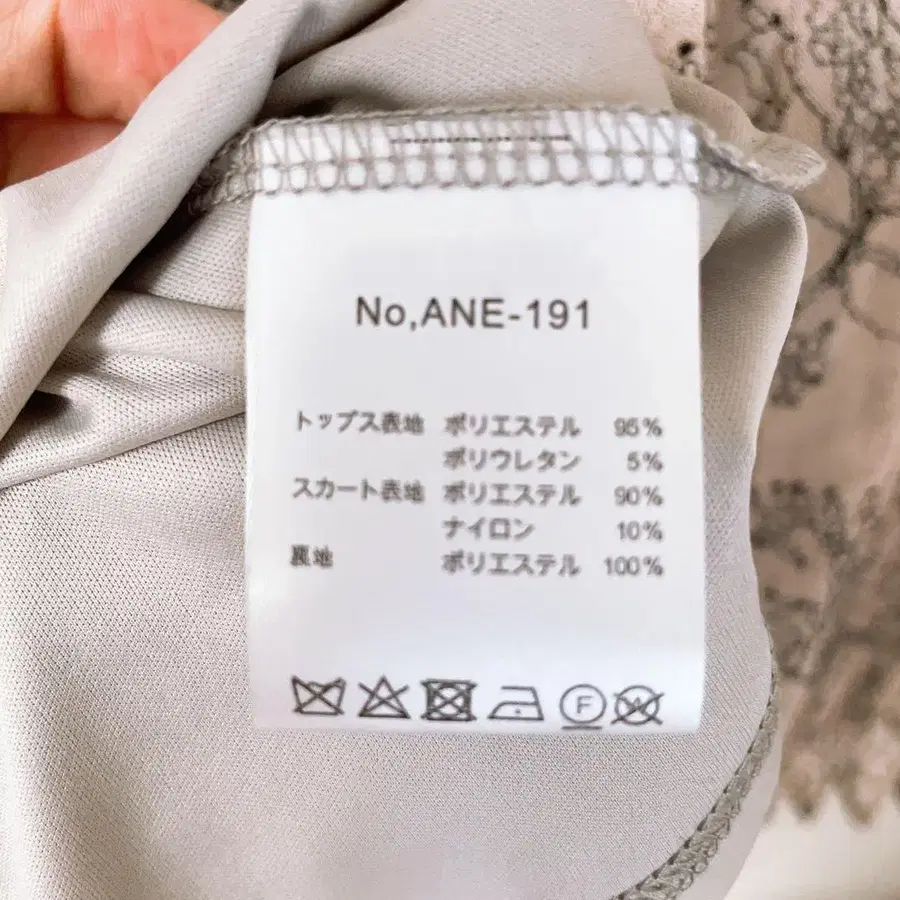 No,ANE-191
トップス表地 ポリエステル 95%
ポリウレタン 5%
スカート表地 ポリエステル 90%
ナイロン 10%
裏地 ポリエステル 100%
F W